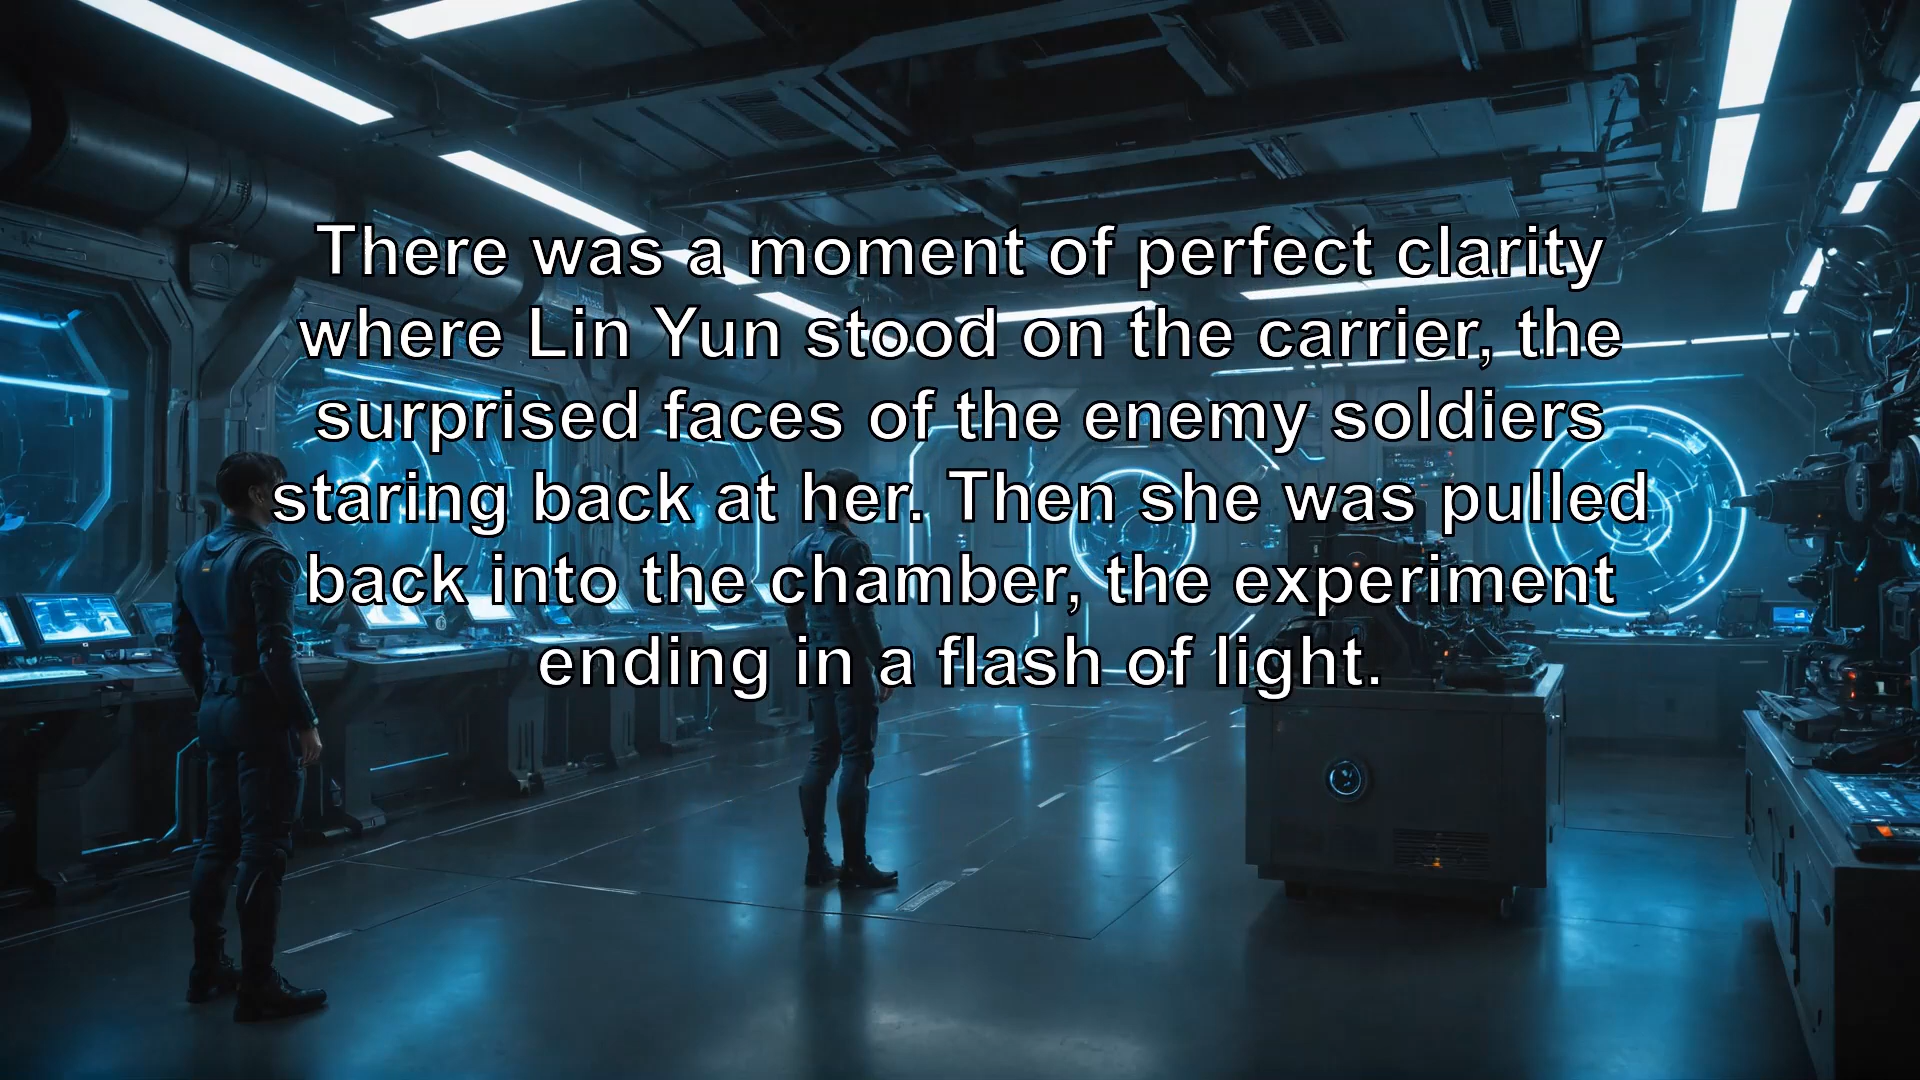 There was a moment of perfect clarity
where Lin Yun stood on the carrier, the
surprised faces of the enemy soldiers
staring back at her. Then she was pulled
back into the chamber, the experiment
ending in a flash of light.